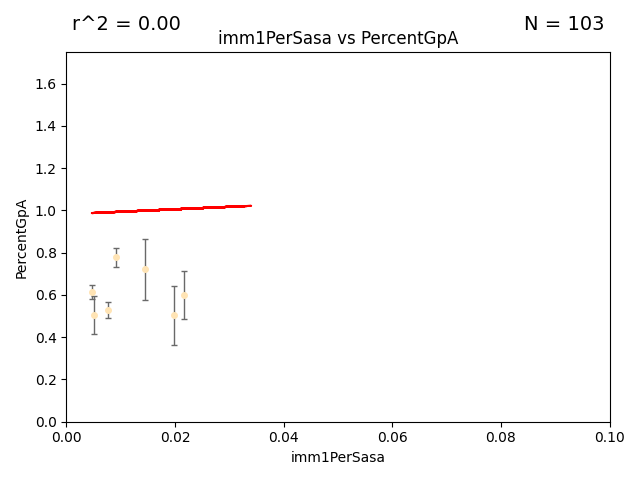 r^2 = 0.00
N = 103
imm1PerSasa vs PercentGpA
PercentGpA
1.6
1.4
1.2
1.0
0.8
0.6
0.4
0.2
0.0
0.00 0.02 0.04 0.06 0.08 0.10
imm1PerSasa